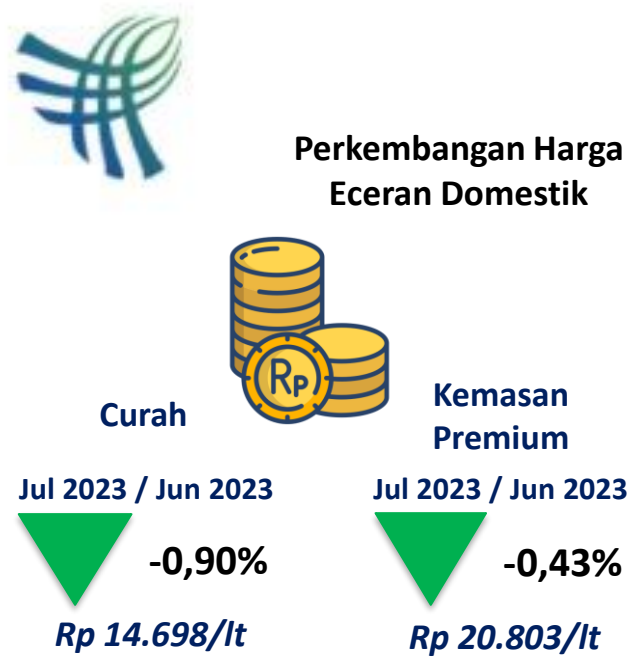 Perkembangan Harga
Eceran Domestik
Rp
Curah
Kemasan
Premium
Jul 2023 / Jun 2023
Jul 2023 / Jun 2023
-0,90%
-0,43%
Rp 14.698/lt
Rp 20.803/lt